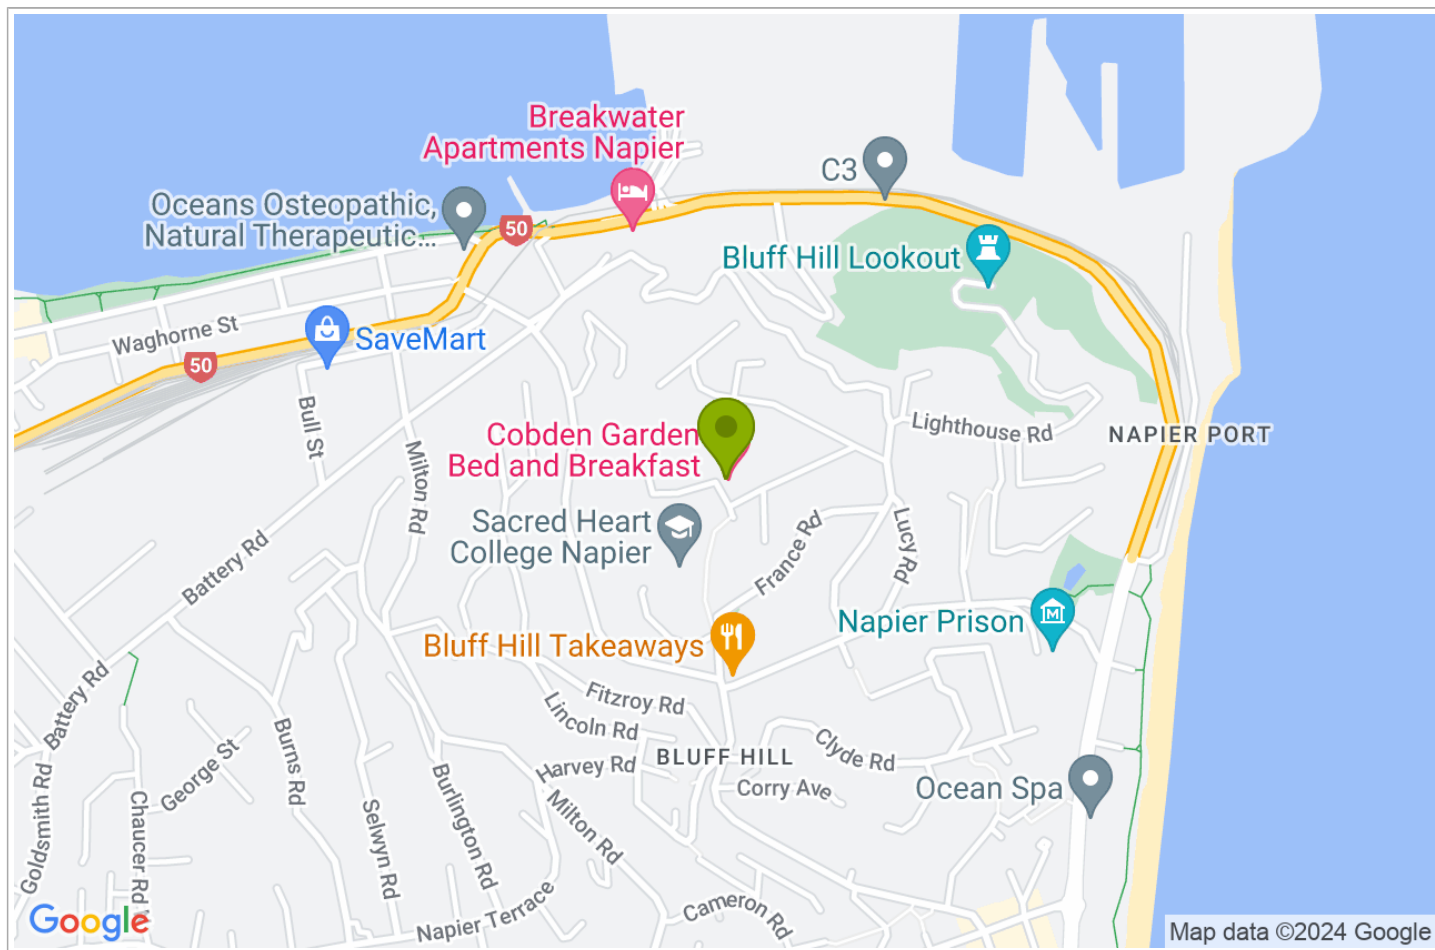 Breakwater
Apartments Napier
C3
Oceans Osteopathic,
Natural Therapeutic...
50
Bluff Hill Lookout
Waghorne St
SaveMart
50
Bull St
Milton Rd
Cobden Garden
Bed and Breakfast
Lighthouse Rd
NAPIER PORT
Sacred Heart
College Napier
France Rd
Lucy Rd
Battery Rd
Napier Prison
Bluff Hill Takeaways
Battery Rd
Fitzroy Rd
Lincoln Rd
BLUFF HILL
Clyde Rd
Harvey Rd
Corry Ave
Ocean Spa
George St
Burns Rd
Burlington Rd
Goldsmith Rd
Chaucer Rd
Selwyn Rd
Milton Rd
Napier Terrace
Cameron Rd
Google
Map data ©2024 Google